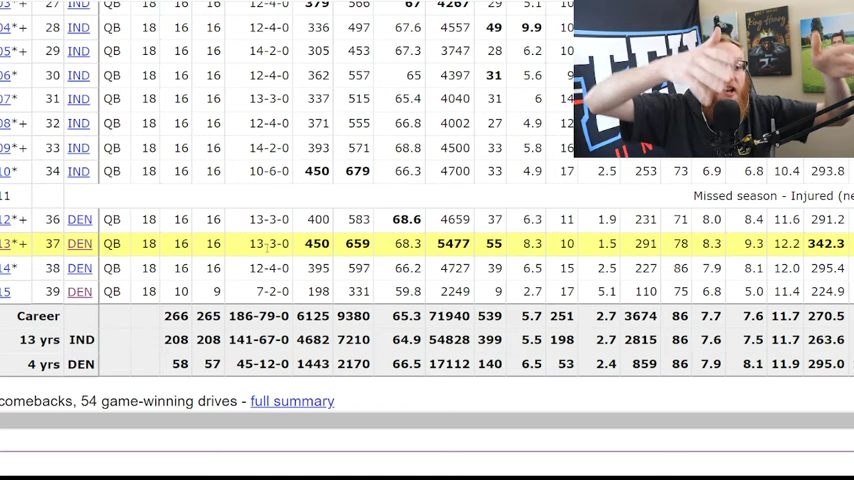 03*+ 27 IND QB 18 16 16 12-4-0 379 566 67 4267 29 5.1 10
04*+ 28 IND QB 18 16 16 12-4-0 336 497 67.6 4557 49 9.9 10
05*+ 29 IND QB 18 16 16 14-2-0 305 453 67.3 3747 28 6.2 10
06* 30 IND QB 18 16 16 12-4-0 362 557 65 4397 31 5.6 9
07* 31 IND QB 18 16 16 13-3-0 337 515 65.4 4040 31 6 14
08*+ 32 IND QB 18 16 16 12-4-0 371 555 66.8 4002 27 4.9 12
09*+ 33 IND QB 18 16 16 14-2-0 393 571 68.8 4500 33 5.8 16
10* 34 IND QB 18 16 16 10-6-0 450 679 66.3 4700 33 4.9 17 2.5 253 73 6.9 6.8 10.4 293.8
11 Missed season - Injured (ne
12*+ 36 DEN QB 18 16 16 13-3-0 400 583 68.6 4659 37 6.3 11 1.9 231 71 8.0 8.4 11.6 291.2
13*+ 37 DEN QB 18 16 16 13-3-0 450 659 68.3 5477 55 8.3 10 1.5 291 78 8.3 9.3 12.2 342.3
14* 38 DEN QB 18 16 16 12-4-0 395 597 66.2 4727 39 6.5 15 2.5 227 86 7.9 8.1 12.0 295.4
15 39 DEN QB 18 10 9 7-2-0 198 331 59.8 2249 9 2.7 17 5.1 110 75 6.8 5.0 11.4 224.9
Career 266 265 186-79-0 6125 9380 65.3 71940 539 5.7 251 2.7 3674 86 7.7 7.6 11.7 270.5
13 yrs IND 208 208 141-67-0 4682 7210 64.9 54828 399 5.5 198 2.7 2815 86 7.6 7.5 11.7 263.6
4 yrs DEN 58 57 45-12-0 1443 2170 66.5 17112 140 6.5 53 2.4 859 86 7.9 8.1 11.9 295.0
comebacks, 54 game-winning drives - full summary
King Henry